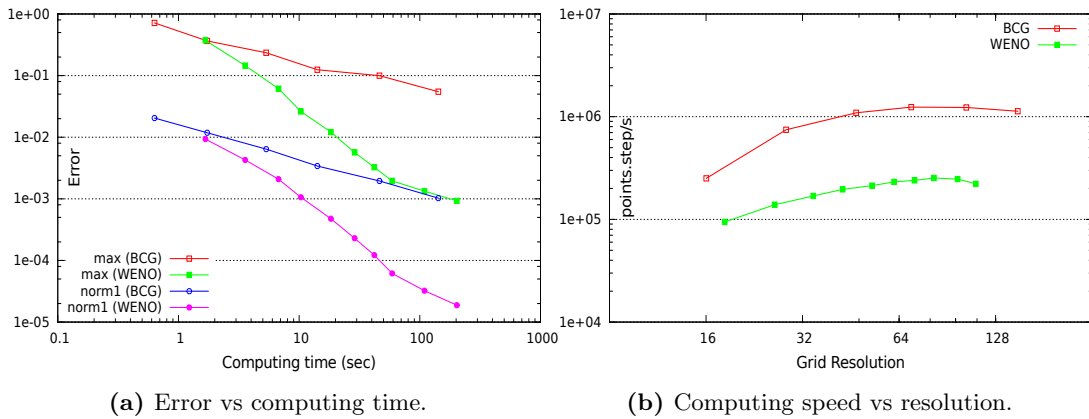 1e+00
1e-01
1e-02
1e-03
1e-04
1e-05
Error
max (BCG)
max (WENO)
norm1 (BCG)
norm1 (WENO)
0.1 1 10 100 1000
Computing time (sec)
(a) Error vs computing time.
1e+07
1e+06
1e+05
1e+04
points.step/s
BCG
WENO
16 32 64 128
Grid Resolution
(b) Computing speed vs resolution.